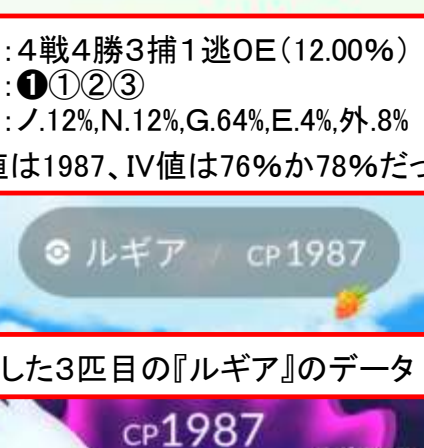 ：４戦４勝３捕１逃OE（12.00％）
：❶①②③
：ノ.12%,N.12%,G.64%,E.4%,外.8%
値は1987、IV値は76%か78%だっ
ルギア / CP1987
した３匹目の『ルギア』のデータ
CP1987